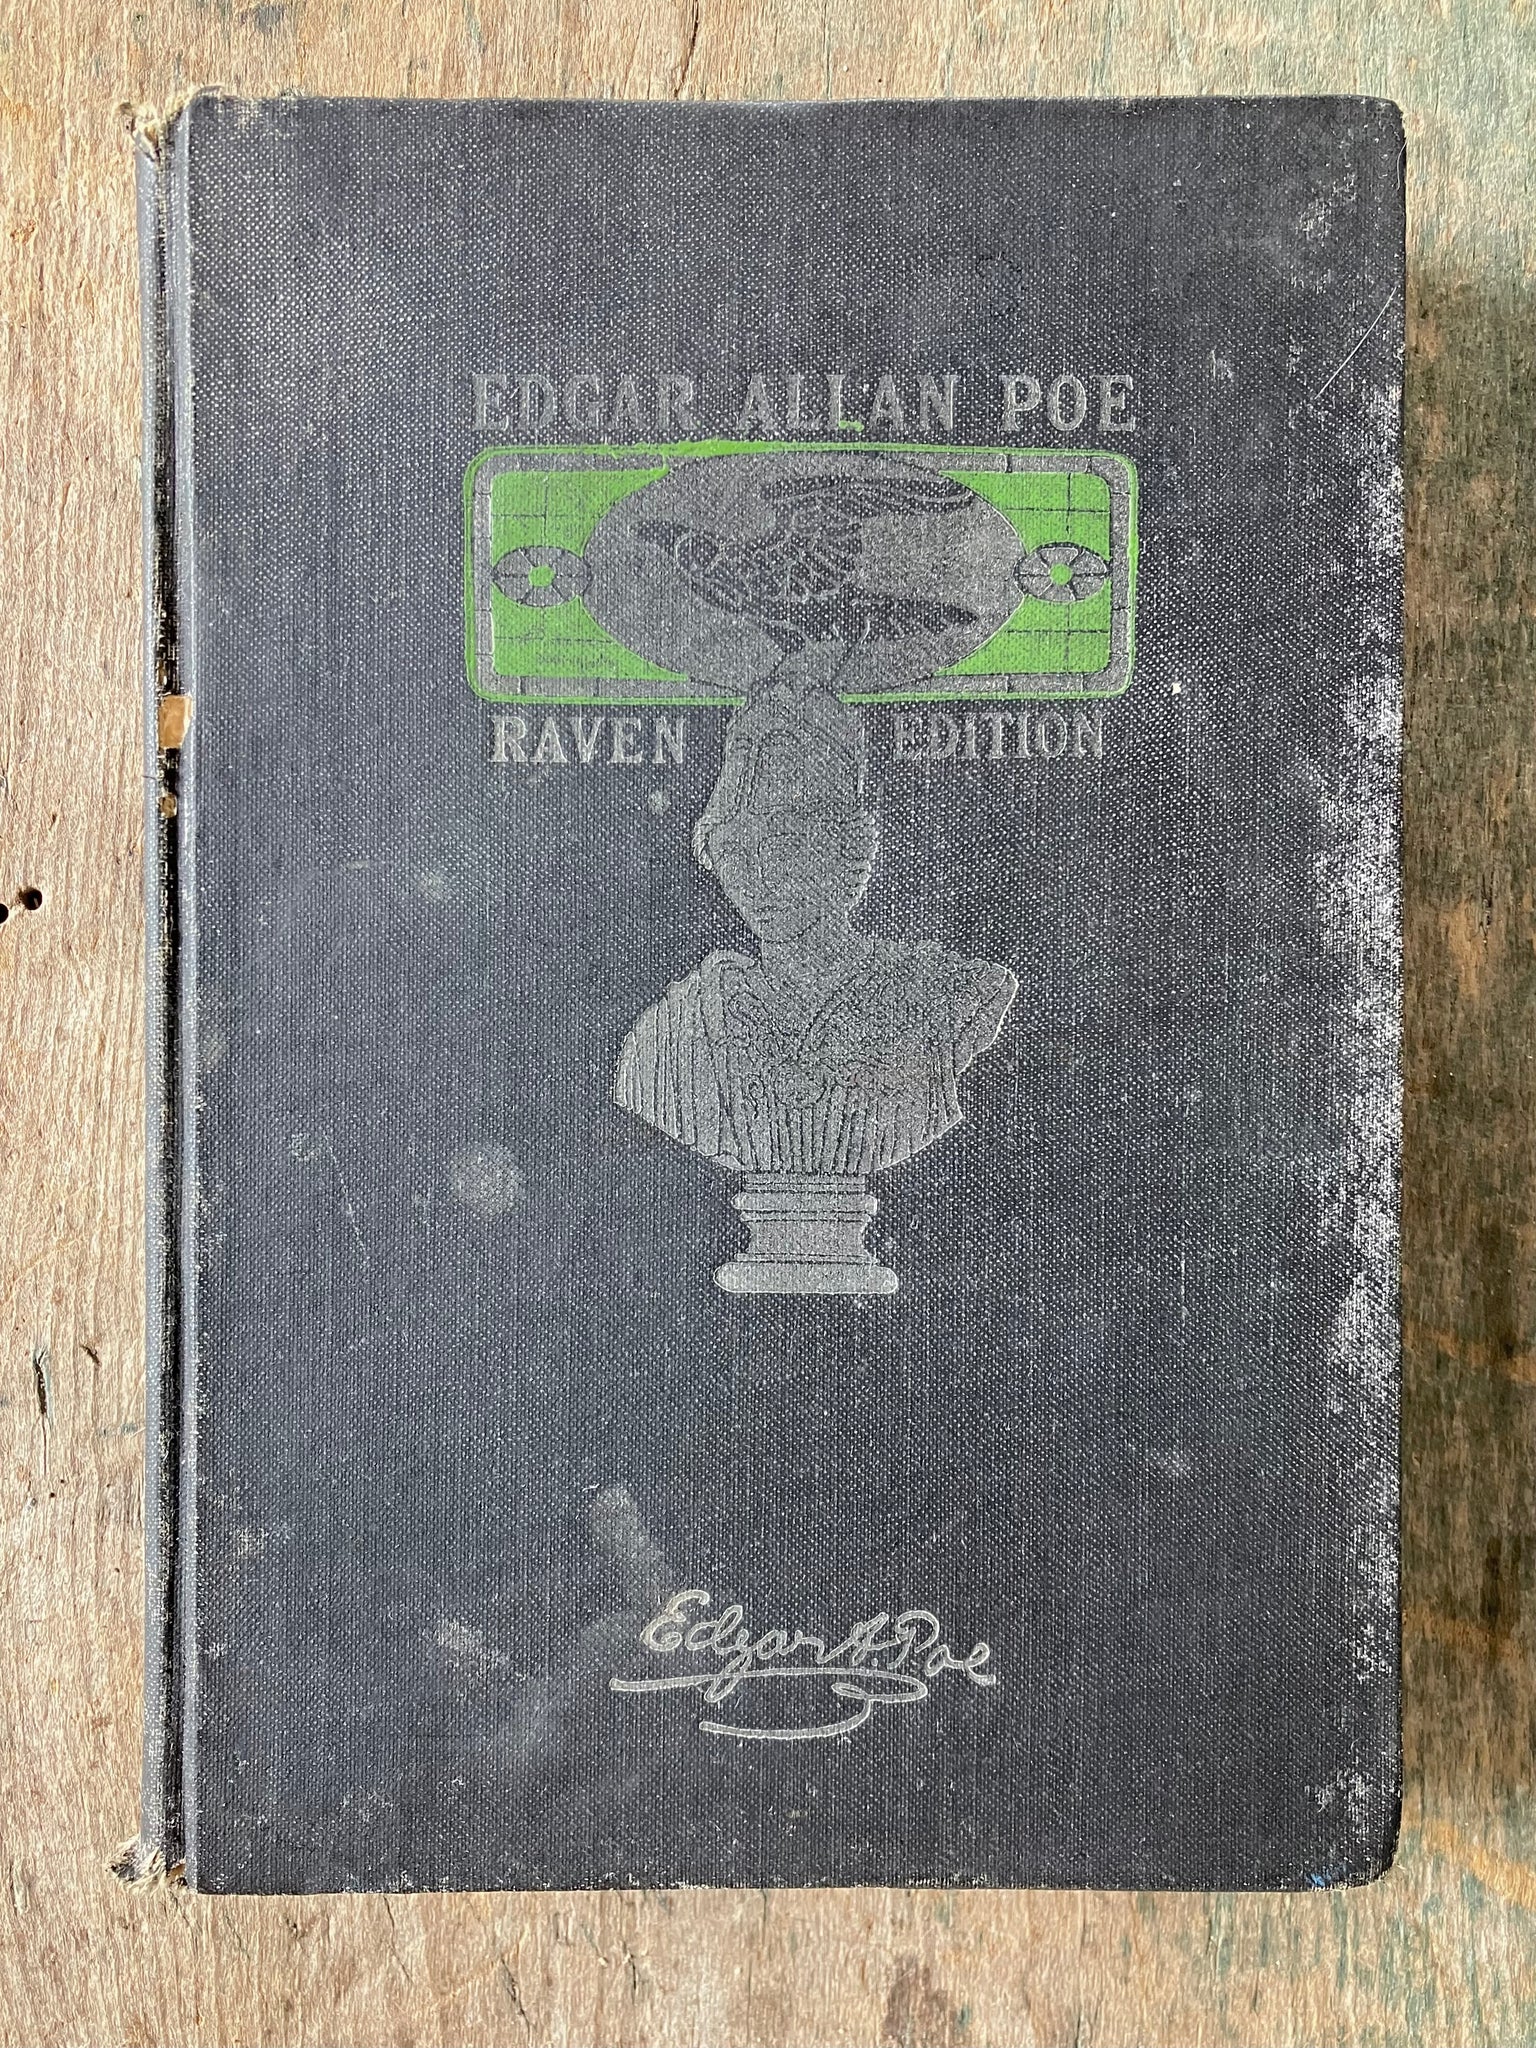 EDGAR ALLAN POE
RAVEN EDITION
Edgar A. Poe